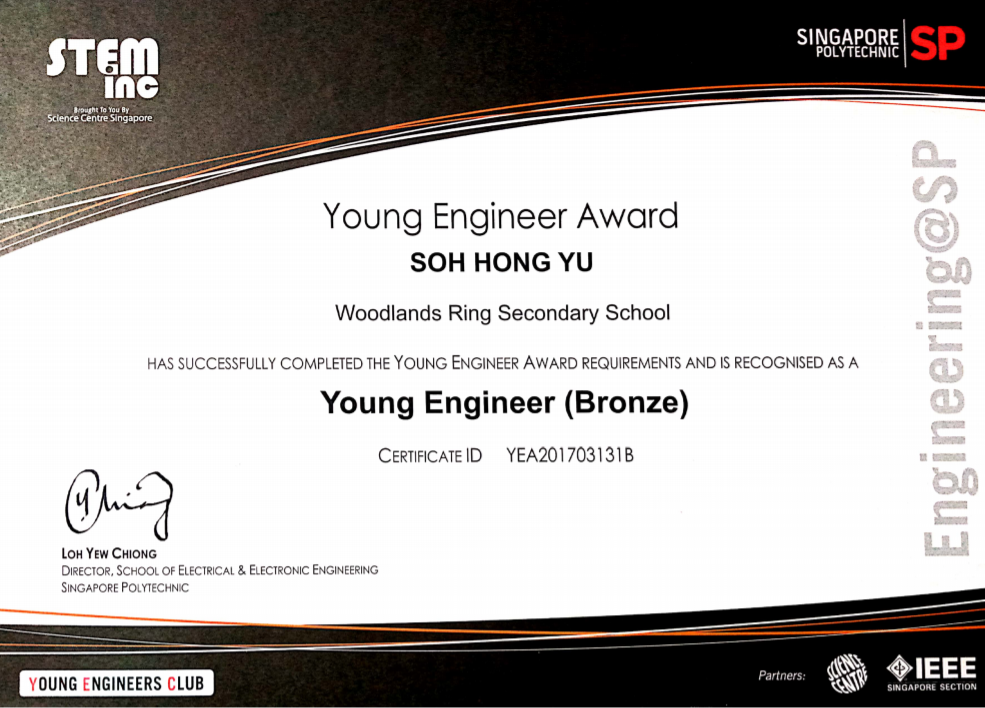 STEM
inc
Brought To You By
Science Centre Singapore
SINGAPORE
POLYTECHNIC
SP
Engineering@SP
Young Engineer Award
SOH HONG YU
Woodlands Ring Secondary School
HAS SUCCESSFULLY COMPLETED THE YOUNG ENGINEER AWARD REQUIREMENTS AND IS RECOGNISED AS A
Young Engineer (Bronze)
CERTIFICATE ID YEA201703131B
LOH YEW CHIONG
DIRECTOR, SCHOOL OF ELECTRICAL & ELECTRONIC ENGINEERING
SINGAPORE POLYTECHNIC
YOUNG ENGINEERS CLUB
Partners:
SCIENCE
CENTRE
IEEE
SINGAPORE SECTION